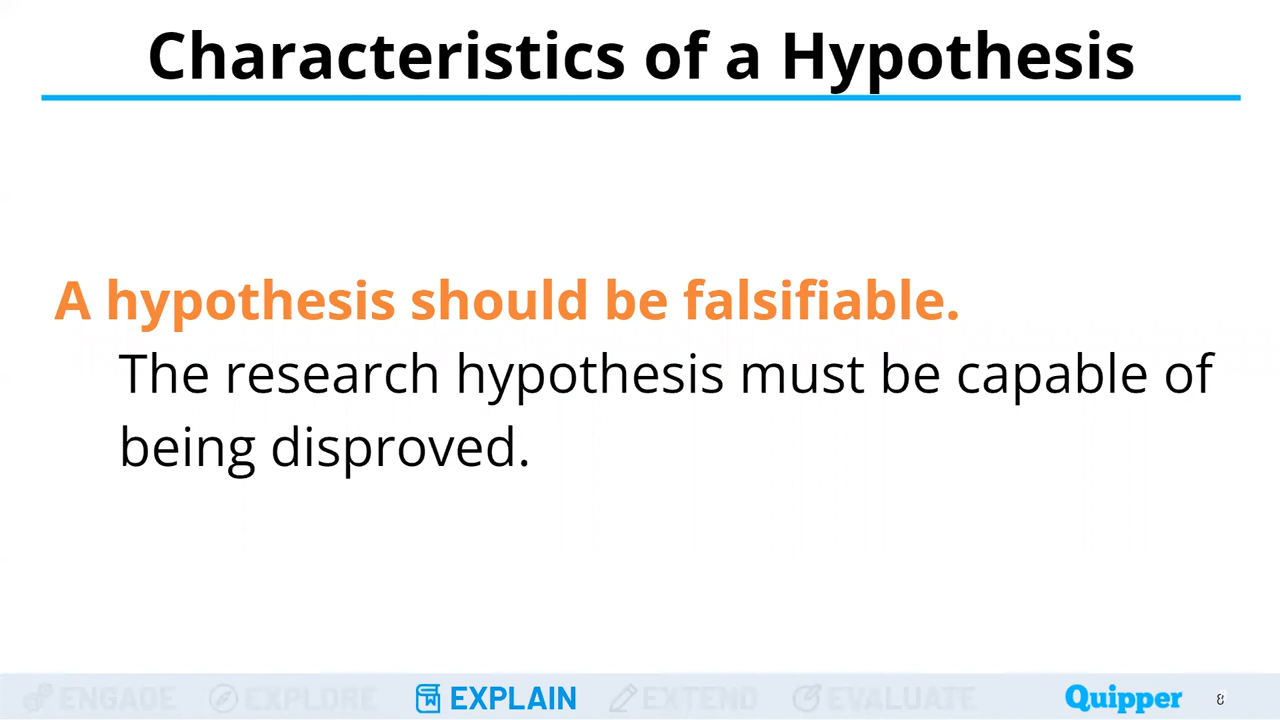 Characteristics of a Hypothesis
A hypothesis should be falsifiable.
The research hypothesis must be capable of
being disproved.
ENGAGE EXPLORE EXPLAIN EXTEND EVALUATE Quipper 8